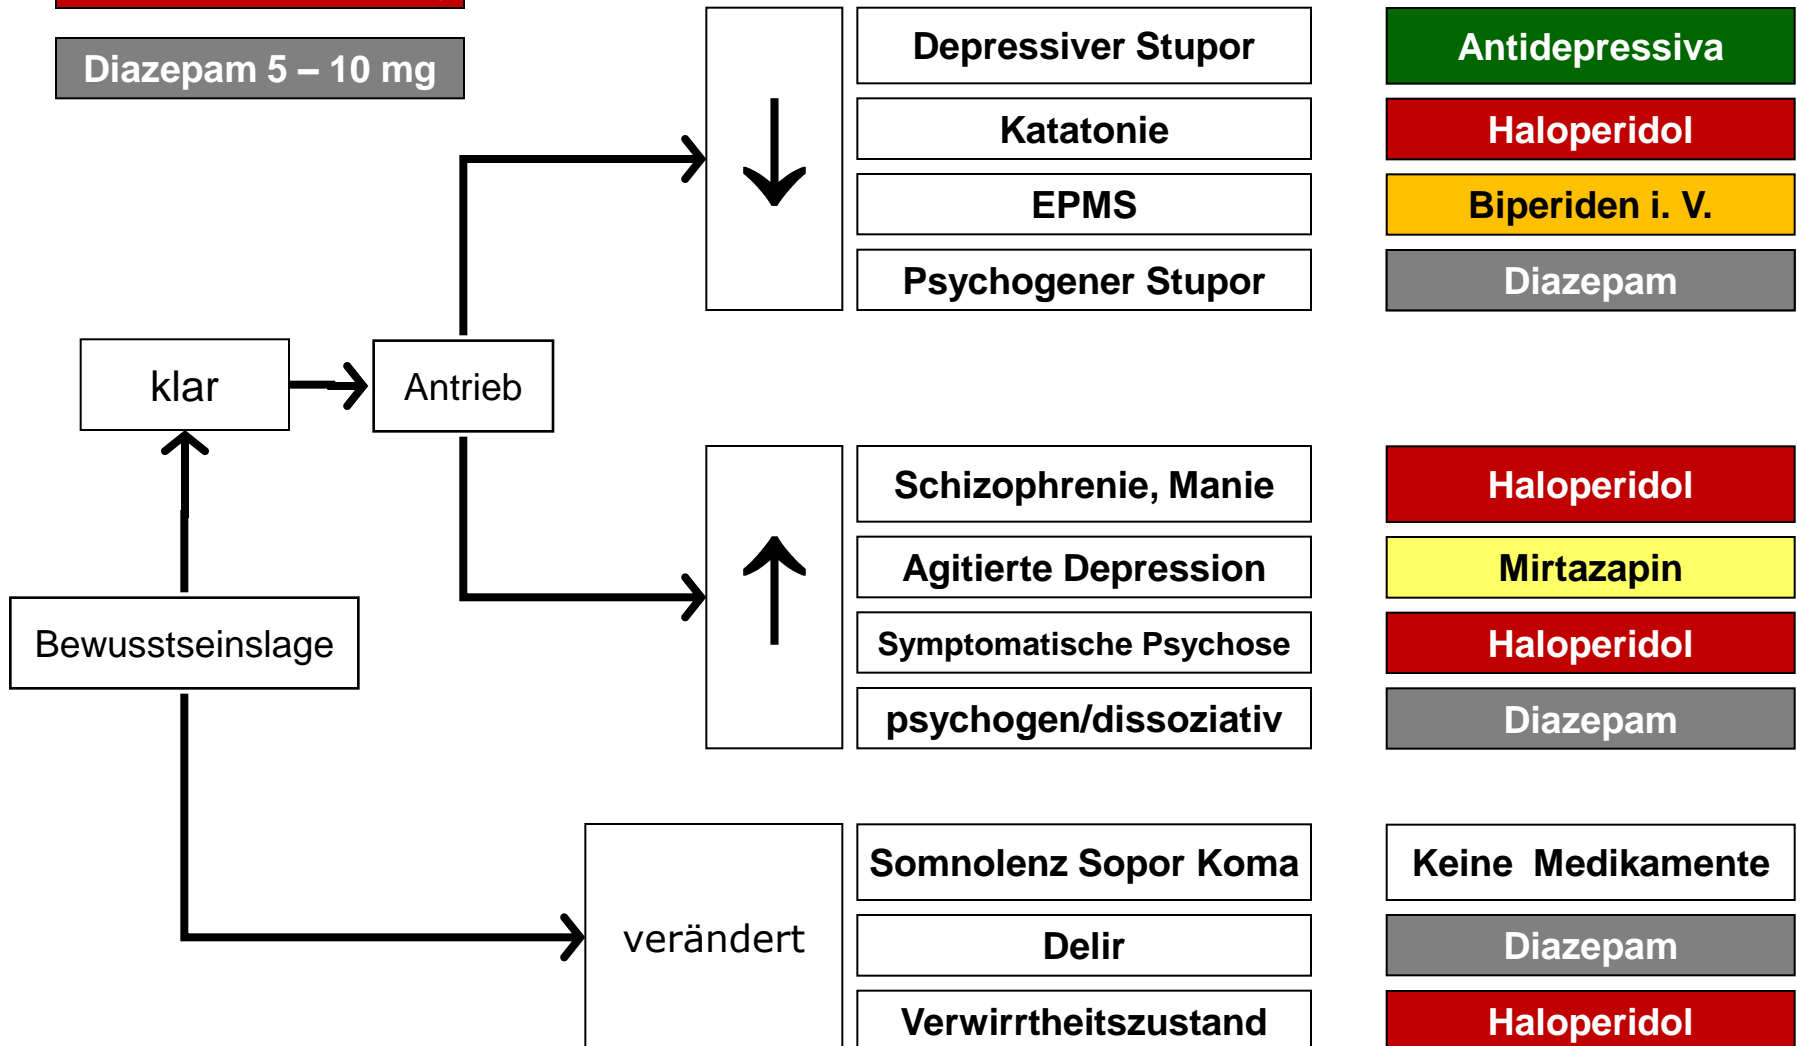 Diazepam 5 – 10 mg
Depressiver Stupor
Antidepressiva
Katatonie
Haloperidol
EPMS
Biperiden i. V.
Psychogener Stupor
Diazepam
klar
Antrieb
Schizophrenie, Manie
Haloperidol
Agitierte Depression
Mirtazapin
Symptomatische Psychose
Haloperidol
psychogen/dissoziativ
Diazepam
Bewusstseinslage
verändert
Somnolenz Sopor Koma
Keine Medikamente
Delir
Diazepam
Verwirrtheitszustand
Haloperidol